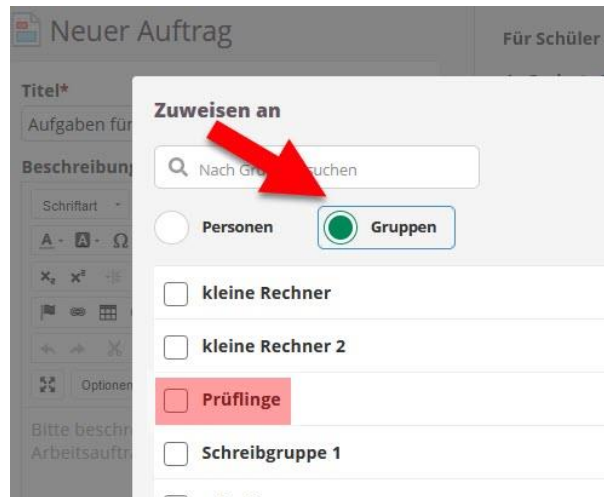 Neuer Auftrag
Für Schüler
Titel*
Aufgaben für
Zuweisen an
Beschreibung
Nach suchen
Schriftart
Personen
Gruppen
kleine Rechner
kleine Rechner 2
Optionen
Prüflinge
Bitte beschr
Arbeitsauftr
Schreibgruppe 1